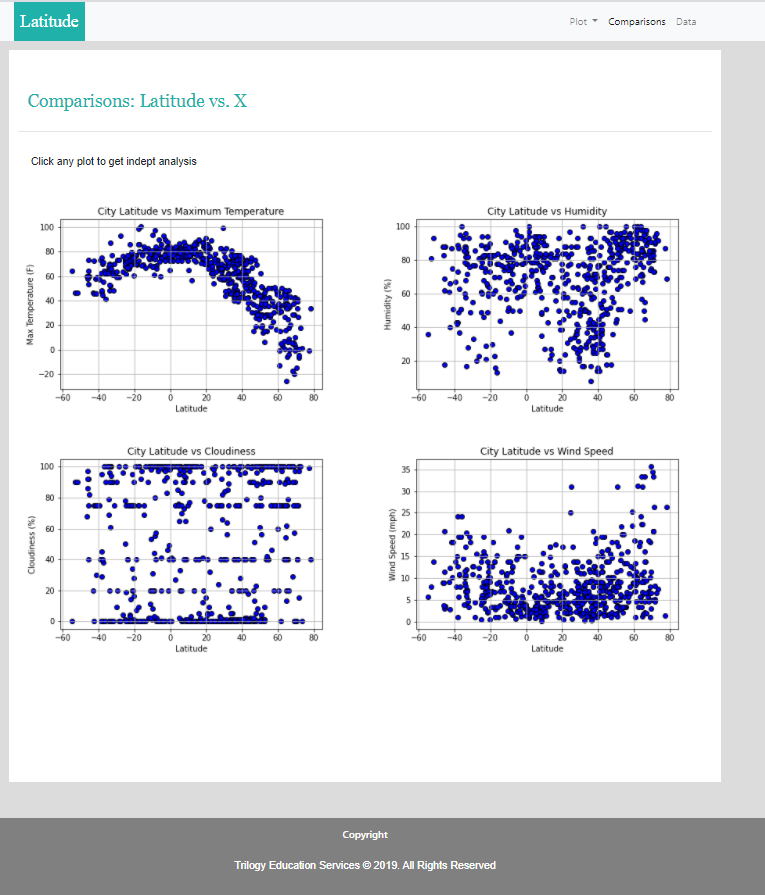 Latitude
Plot
Comparisons
Data
Comparisons: Latitude vs. X
Click any plot to get indept analysis
City Latitude vs Maximum Temperature
Max Temperature (F)
100
80
60
40
20
0
−20
−60 −40 −20 0 20 40 60 80
Latitude
City Latitude vs Humidity
Humidity (%)
100
80
60
40
20
−60 −40 −20 0 20 40 60 80
Latitude
City Latitude vs Cloudiness
Cloudiness (%)
100
80
60
40
20
0
−60 −40 −20 0 20 40 60 80
Latitude
City Latitude vs Wind Speed
Wind Speed (mph)
35
30
25
20
15
10
5
0
−60 −40 −20 0 20 40 60 80
Latitude
Copyright
Trilogy Education Services © 2019. All Rights Reserved